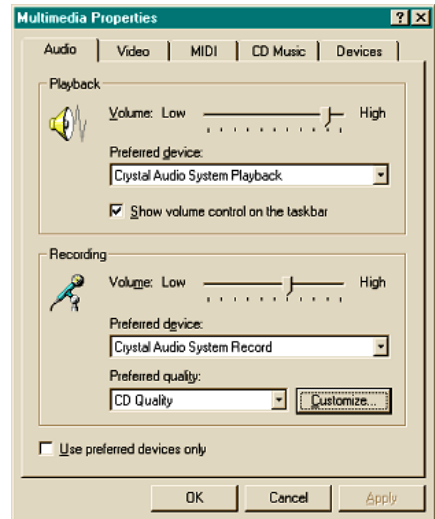 Multimedia Properties
Audio Video MIDI CD Music Devices
Playback
Volume: Low High
Preferred device:
Crystal Audio System Playback
Show volume control on the taskbar
Recording
Volume: Low High
Preferred device:
Crystal Audio System Record
Preferred quality:
CD Quality Customize...
Use preferred devices only
OK Cancel Apply